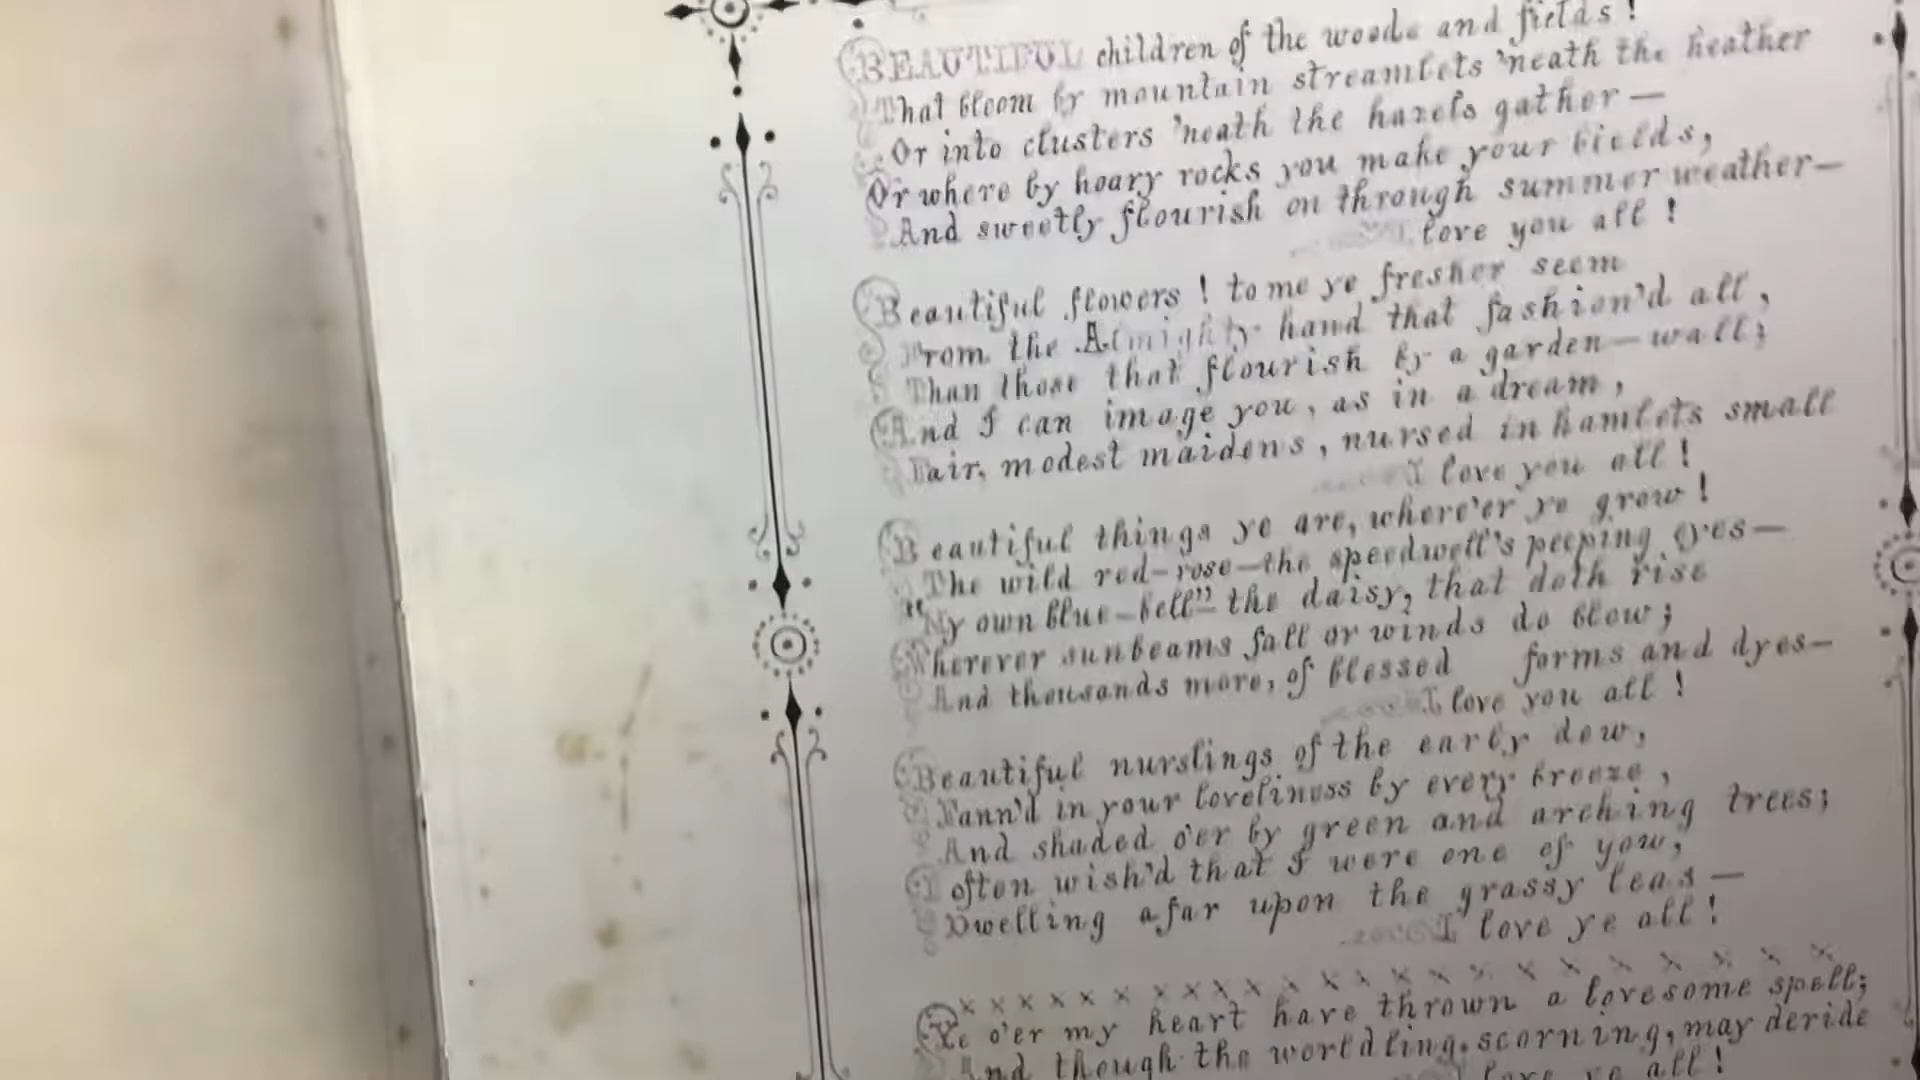 BEAUTIFUL children of the woods and fields!
That bloom by mountain streamlets 'neath the heather
Or into clusters 'neath the hazels gather—
Or where by hoary rocks you make your bields,
And sweetly flourish on through summer weather—
I love you all!
Beautiful flowers! to me ye fresher seem
From the Almighty hand that fashion'd all,
Than those that flourish by a garden-wall;
And I can image you, as in a dream,
Fair, modest maidens, nursed in hamlets small
I love you all!
Beautiful things ye are, where'er ye grow!
The wild red-rose—the speedwell's peeping eyes—
"My own blue-bell"—the daisy, that doth rise
Wherever sunbeams fall or winds do blow;
And thousands more, of blessed forms and dyes—
I love you all!
Beautiful nurslings of the early dew,
Fann'd in your loveliness by every breeze,
And shaded o'er by green and arching trees;
I often wish'd that I were one of you,
Dwelling afar upon the grassy leas—
I love ye all!
x x x x x x x x x x x x x x x x x x x x x
Ye o'er my heart have thrown a lovesome spell;
And though the worldling, scorning, may deride
I love ye all!